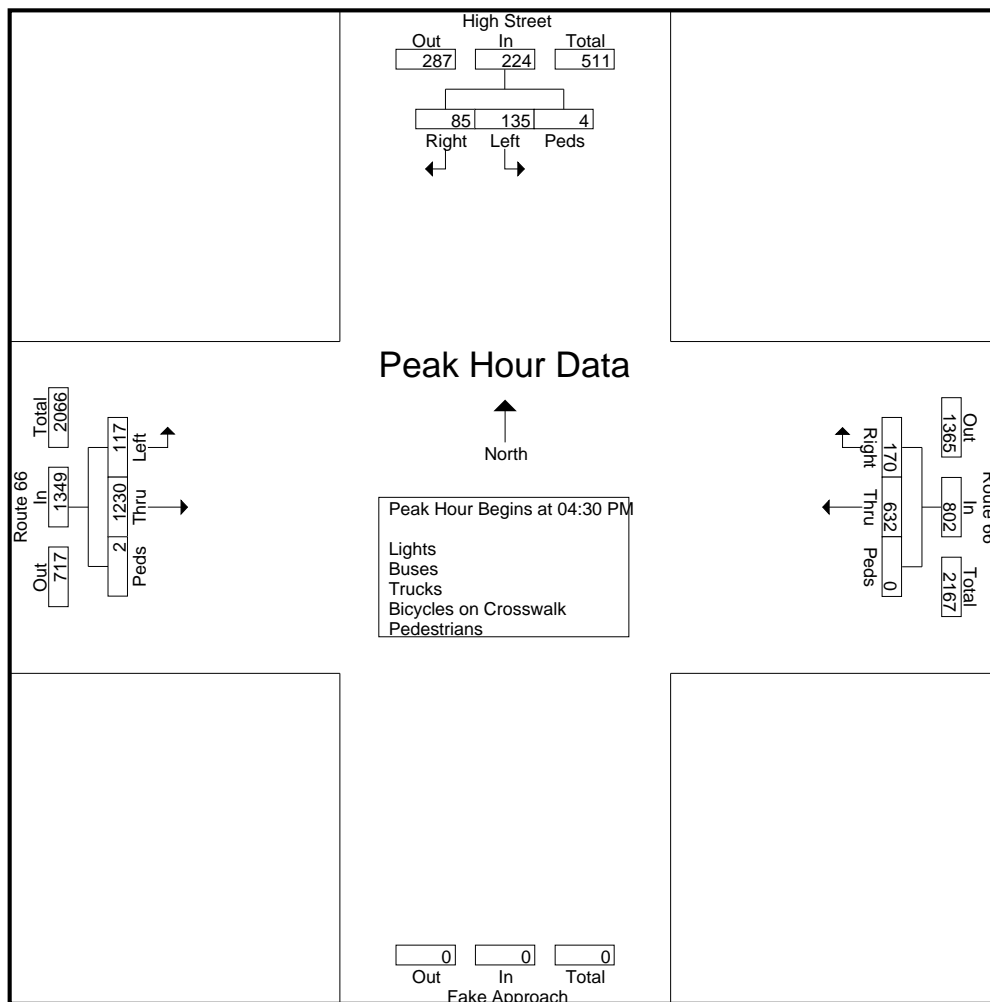 High Street
Out In Total
287 224 511
85 135 4
Right Left Peds
Peak Hour Data
North
Peak Hour Begins at 04:30 PM
Lights
Buses
Trucks
Bicycles on Crosswalk
Pedestrians
Route 66
Out In Total
717 1349 2066
Left Thru Peds
117 1230 2
Route 66
Out In Total
1365 802 2167
Right Thru Peds
170 632 0
0 0 0
Out In Total
Fake Approach